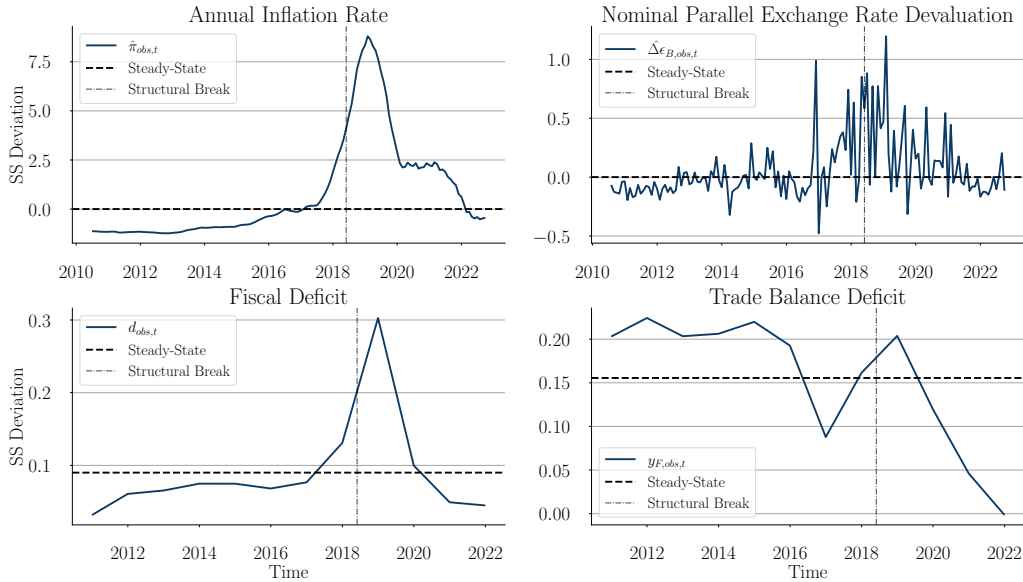 Annual Inflation Rate
SS Deviation
7.5
5.0
2.5
0.0
π̂obs,t
Steady-State
Structural Break
2010 2012 2014 2016 2018 2020 2022
Nominal Parallel Exchange Rate Devaluation
1.0
0.5
0.0
−0.5
Δ̂ϵB,obs,t
Steady-State
Structural Break
2010 2012 2014 2016 2018 2020 2022
Fiscal Deficit
SS Deviation
0.3
0.2
0.1
dobs,t
Steady-State
Structural Break
2012 2014 2016 2018 2020 2022
Time
Trade Balance Deficit
0.20
0.15
0.10
0.05
0.00
yF,obs,t
Steady-State
Structural Break
2012 2014 2016 2018 2020 2022
Time